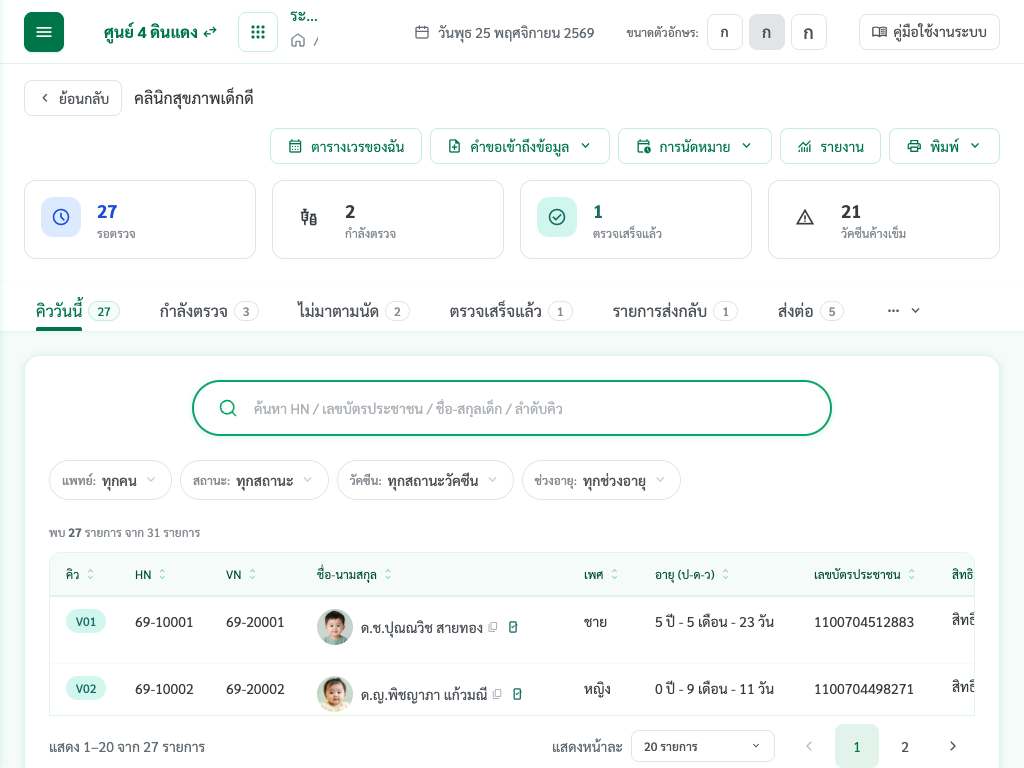 ศูนย์ 4 ดินแดง
ระ...
/
วันพุธ 25 พฤศจิกายน 2569
ขนาดตัวอักษร: ก ก ก
คู่มือใช้งานระบบ
ย้อนกลับ คลินิกสุขภาพเด็กดี
ตารางเวรของฉัน คำขอเข้าถึงข้อมูล การนัดหมาย รายงาน พิมพ์
27 รอตรวจ
2 กำลังตรวจ
1 ตรวจเสร็จแล้ว
21 วัคซีนค้างเข็ม
คิววันนี้ 27 กำลังตรวจ 3 ไม่มาตามนัด 2 ตรวจเสร็จแล้ว 1 รายการส่งกลับ 1 ส่งต่อ 5 ...
ค้นหา HN / เลขบัตรประชาชน / ชื่อ-สกุลเด็ก / ลำดับคิว
แพทย์: ทุกคน สถานะ: ทุกสถานะ วัคซีน: ทุกสถานะวัคซีน ช่วงอายุ: ทุกช่วงอายุ
พบ 27 รายการ จาก 31 รายการ
คิว HN VN ชื่อ-นามสกุล เพศ อายุ (ป-ด-ว) เลขบัตรประชาชน สิทธิ
V01 69-10001 69-20001 ด.ช.ปุณณวิช สายทอง ชาย 5 ปี - 5 เดือน - 23 วัน 1100704512883 สิทธิ
V02 69-10002 69-20002 ด.ญ.พิชญาภา แก้วมณี หญิง 0 ปี - 9 เดือน - 11 วัน 1100704498271 สิทธิ
แสดง 1–20 จาก 27 รายการ แสดงหน้าละ 20 รายการ 1 2